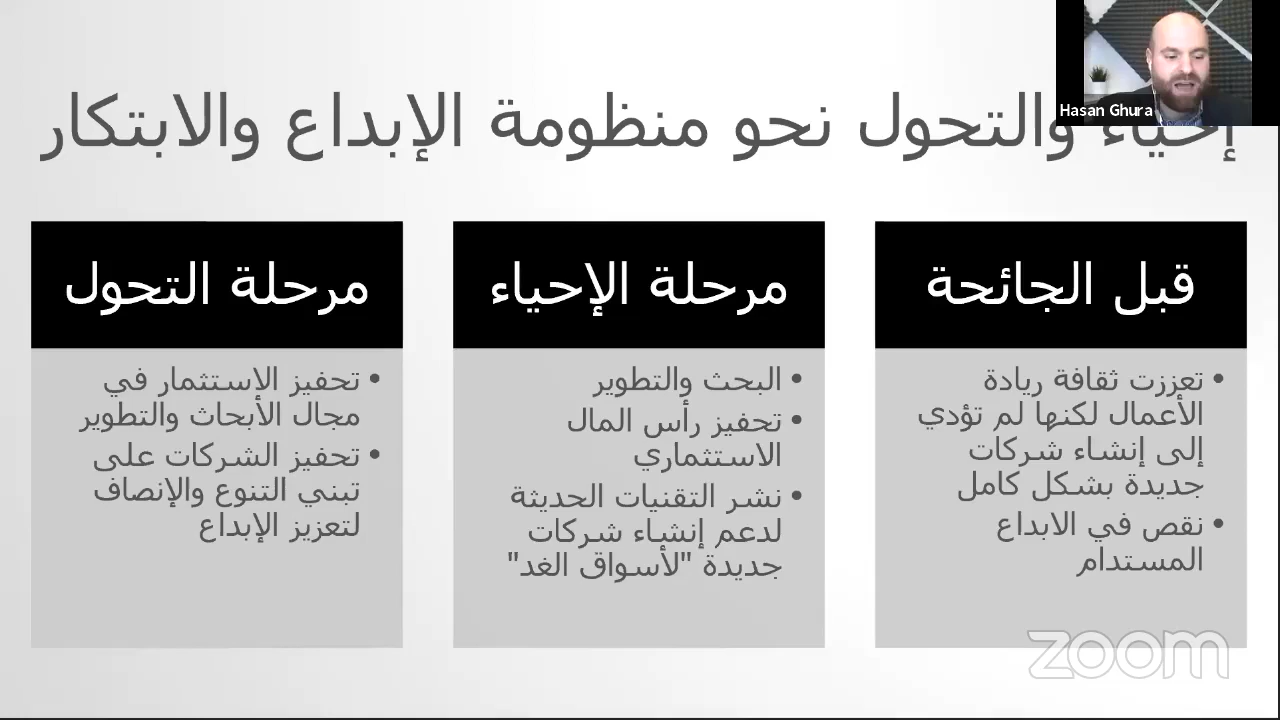 Hasan Ghura
إحياء والتحول نحو منظومة الإبداع والابتكار
قبل الجائحة
• تعززت ثقافة ريادة
الأعمال لكنها لم تؤدي
إلى إنشاء شركات
جديدة بشكل كامل
• نقص في الابداع
المستدام
مرحلة الإحياء
• البحث والتطوير
• تحفيز رأس المال
الاستثماري
• نشر التقنيات الحديثة
لدعم إنشاء شركات
جديدة "لأسواق الغد"
مرحلة التحول
• تحفيز الاستثمار في
مجال الأبحاث والتطوير
• تحفيز الشركات على
تبني التنوع والإنصاف
لتعزيز الإبداع
zoom